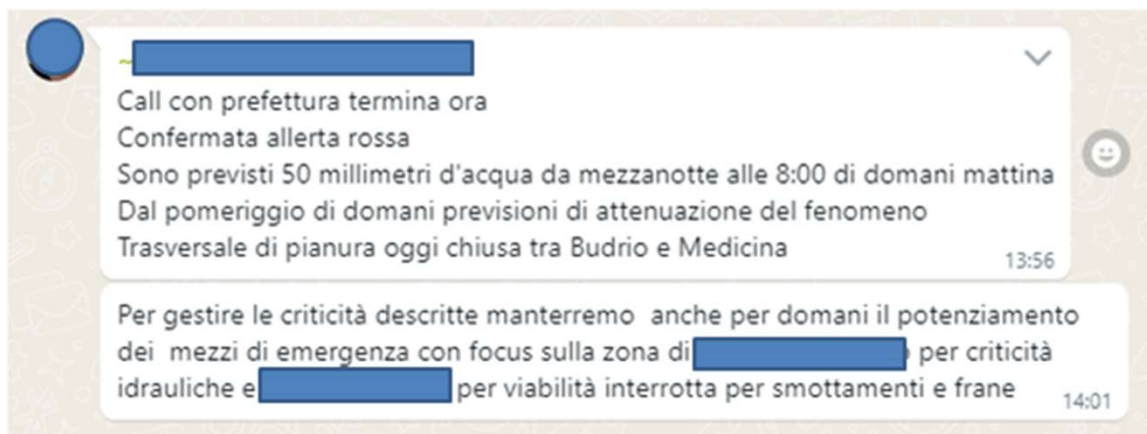 ~
Call con prefettura termina ora
Confermata allerta rossa
Sono previsti 50 millimetri d'acqua da mezzanotte alle 8:00 di domani mattina
Dal pomeriggio di domani previsioni di attenuazione del fenomeno
Trasversale di pianura oggi chiusa tra Budrio e Medicina
13:56
Per gestire le criticità descritte manterremo anche per domani il potenziamento
dei mezzi di emergenza con focus sulla zona di per criticità
idrauliche e per viabilità interrotta per smottamenti e frane
14:01